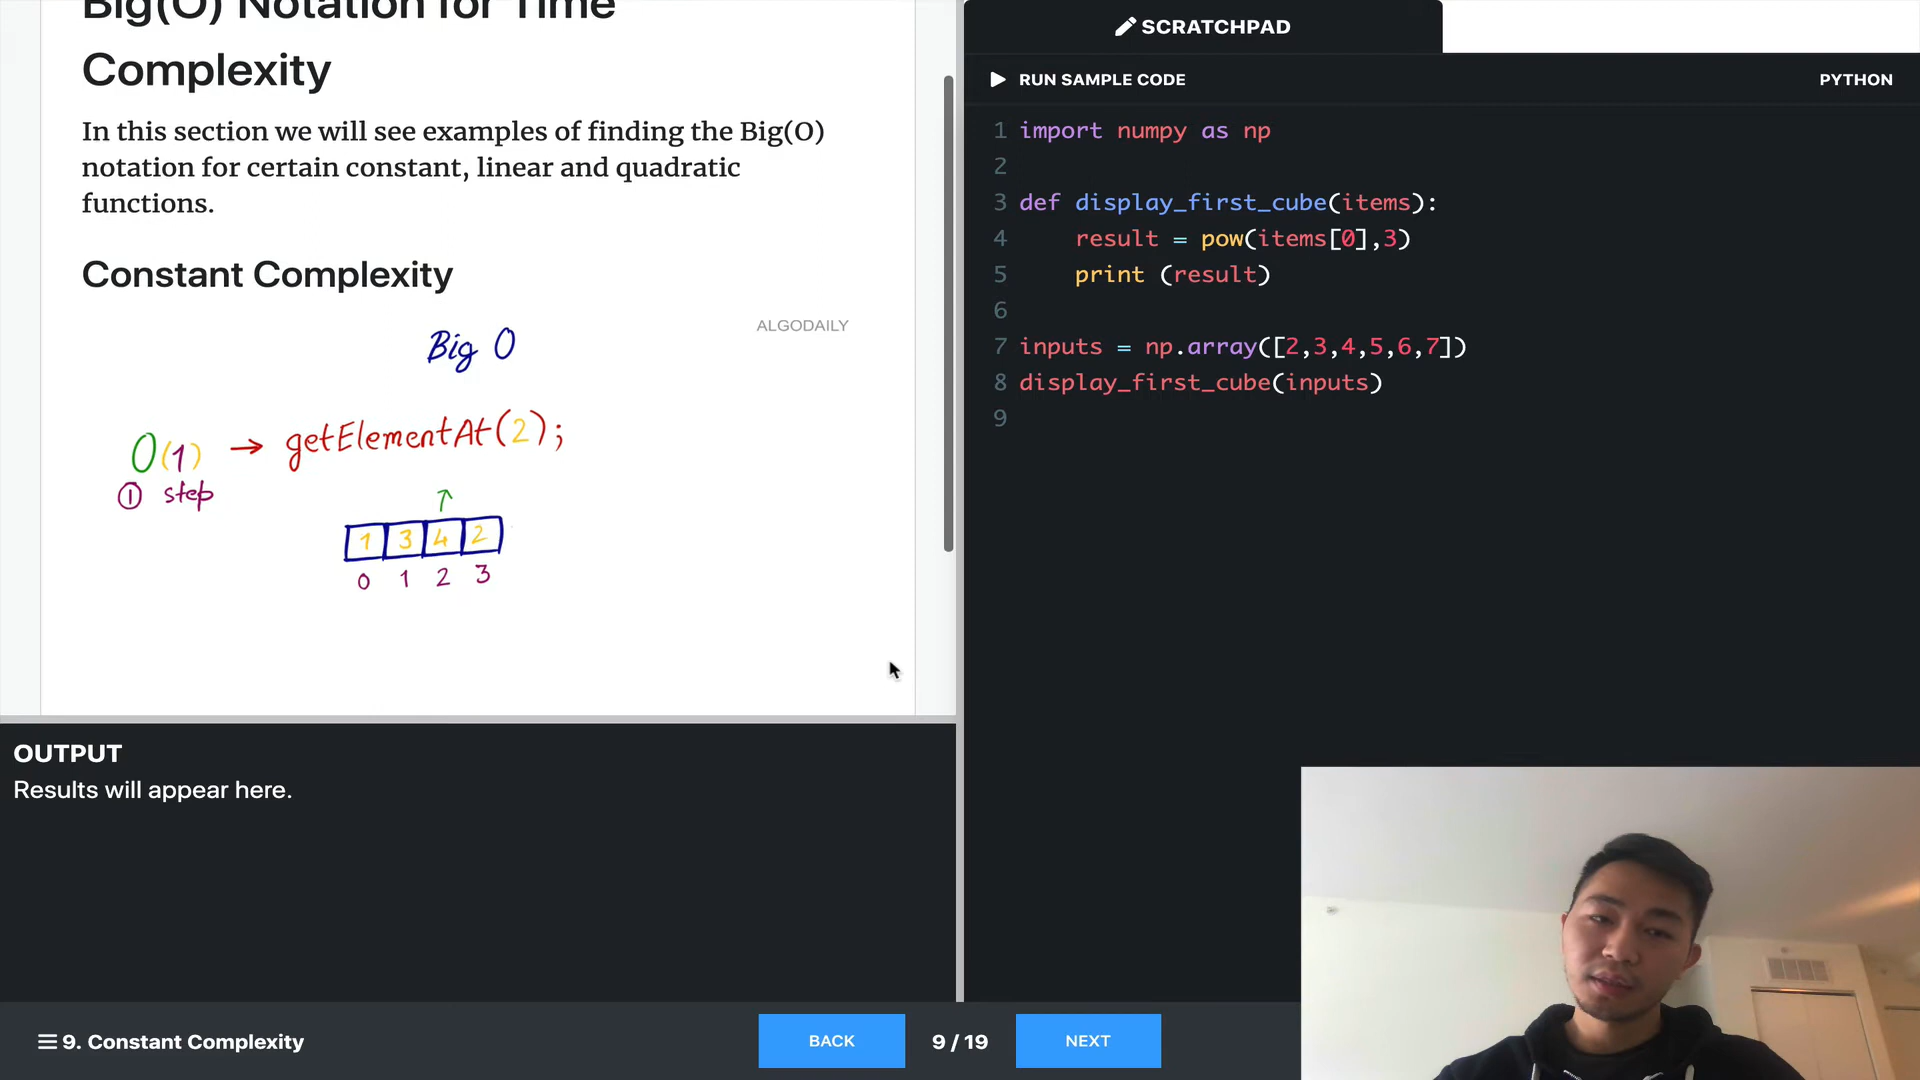 Big(O) Notation for Time
Complexity
In this section we will see examples of finding the Big(O)
notation for certain constant, linear and quadratic
functions.
Constant Complexity
ALGODAILY
Big O
O(1) → getElementAt(2);
① step
↑
1 3 4 2
0 1 2 3
OUTPUT
Results will appear here.
9. Constant Complexity
BACK
9 / 19
NEXT
SCRATCHPAD
RUN SAMPLE CODE
PYTHON
1 import numpy as np
2
3 def display_first_cube(items):
4     result = pow(items[0],3)
5     print (result)
6
7 inputs = np.array([2,3,4,5,6,7])
8 display_first_cube(inputs)
9